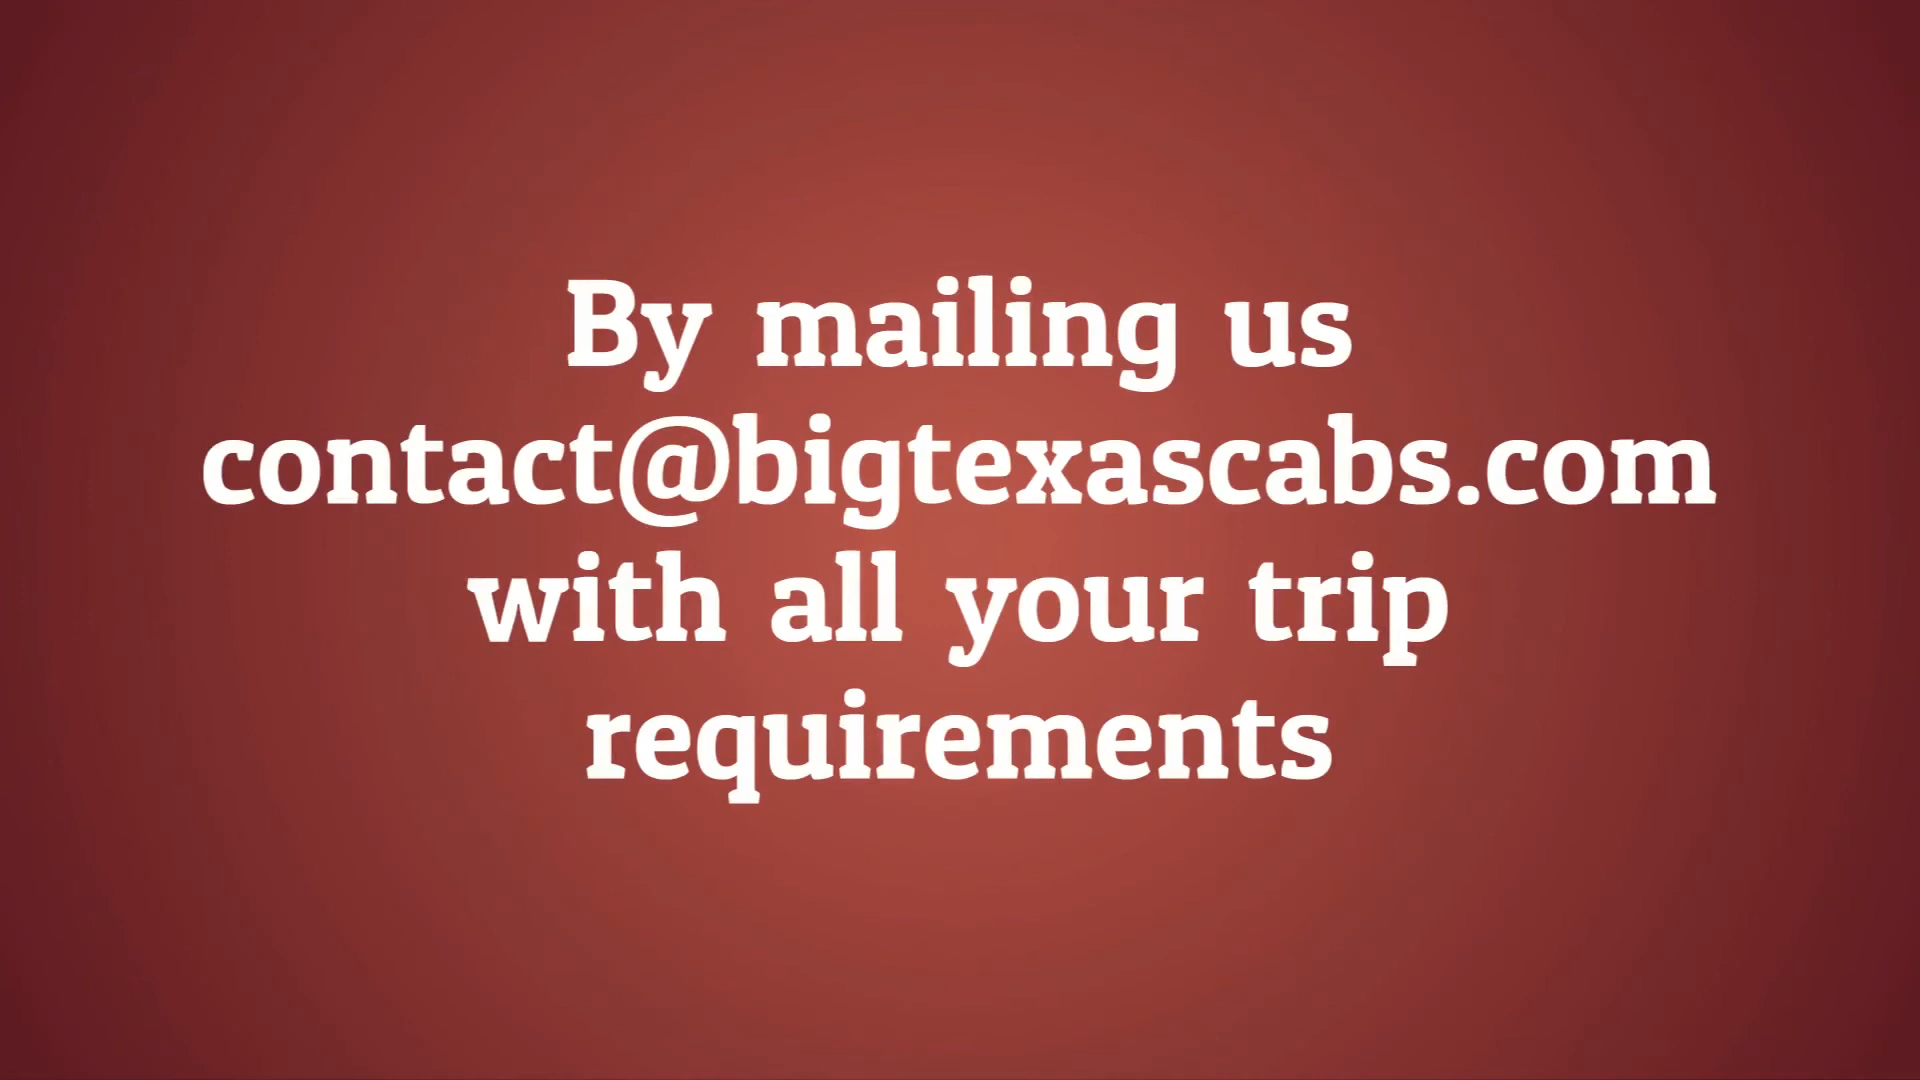 By mailing us
contact@bigtexascabs.com
with all your trip
requirements